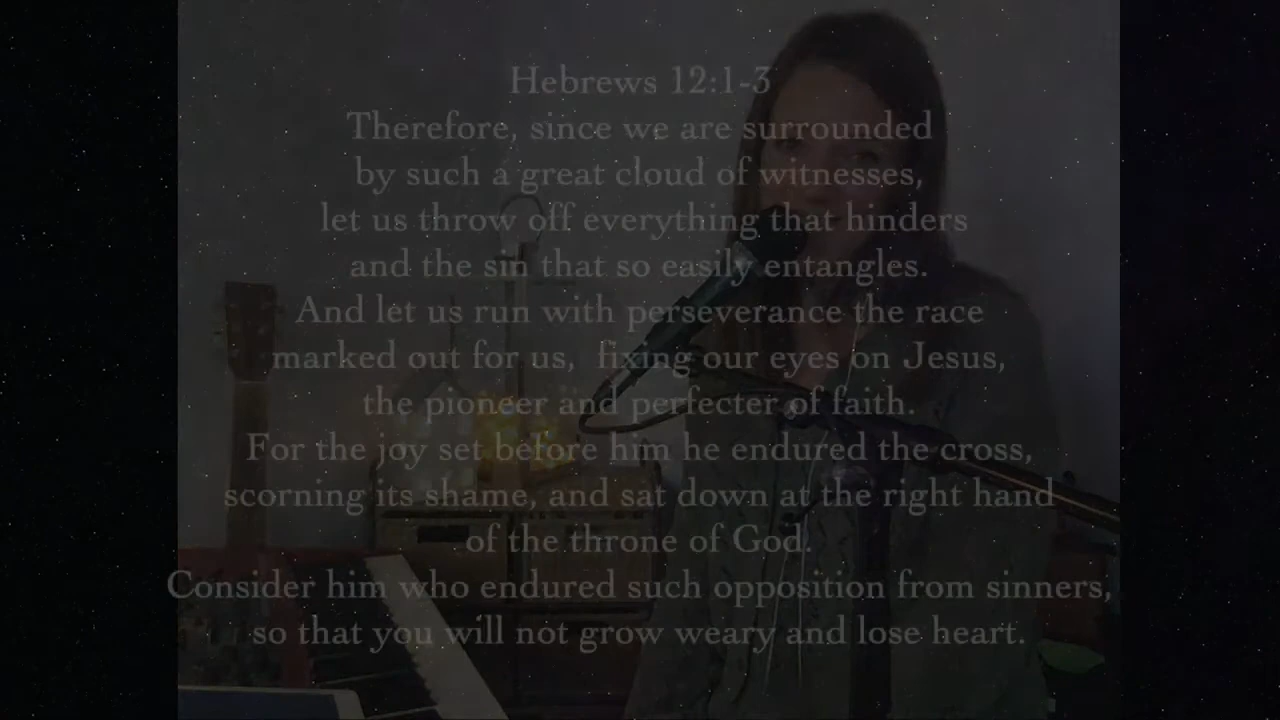 Hebrews 12:1-3
Therefore, since we are surrounded
by such a great cloud of witnesses,
let us throw off everything that hinders
and the sin that so easily entangles.
And let us run with perseverance the race
marked out for us,  fixing our eyes on Jesus,
the pioneer and perfecter of faith.
For the joy set before him he endured the cross,
scorning its shame, and sat down at the right hand
of the throne of God.
Consider him who endured such opposition from sinners,
so that you will not grow weary and lose heart.